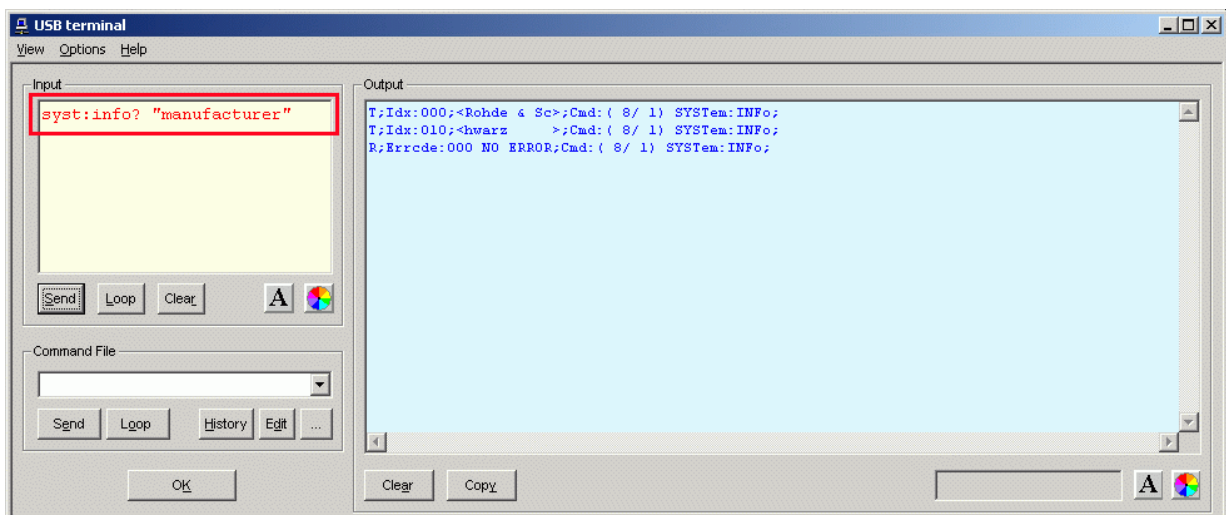 USB terminal
View Options Help
Input
syst:info? "manufacturer"
Send Loop Clear A
Command File
Send Loop History Edit ...
OK
Output
T;Idx:000;<Rohde & Sc>;Cmd:( 8/ 1) SYSTem:INFo;
T;Idx:010;<hwarz     >;Cmd:( 8/ 1) SYSTem:INFo;
R;Errcde:000 NO ERROR;Cmd:( 8/ 1) SYSTem:INFo;
Clear Copy A